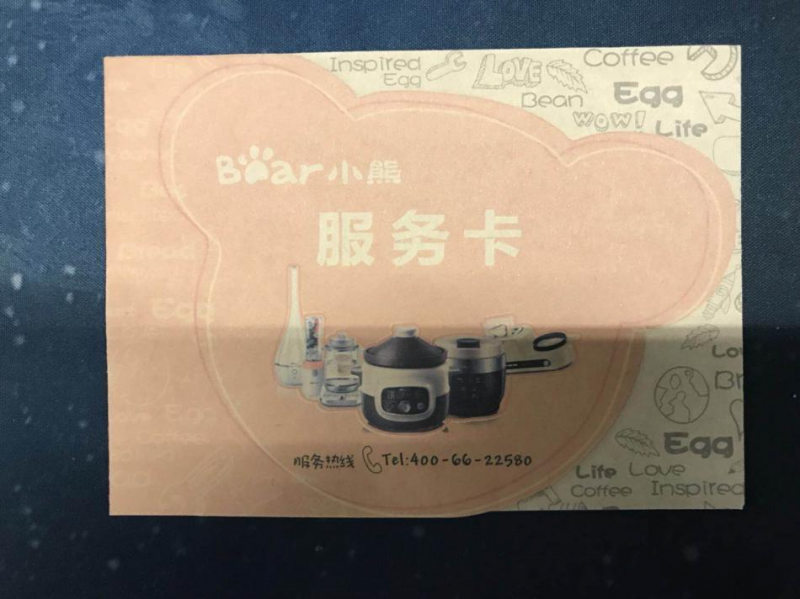 Inspired
Egg
LOVE
Coffee
Bean
Egg
WOW!
Life
Bear小熊
服务卡
Egg
服务热线 Tel:400-66-22580
Egg
Life Love
Coffee Inspired